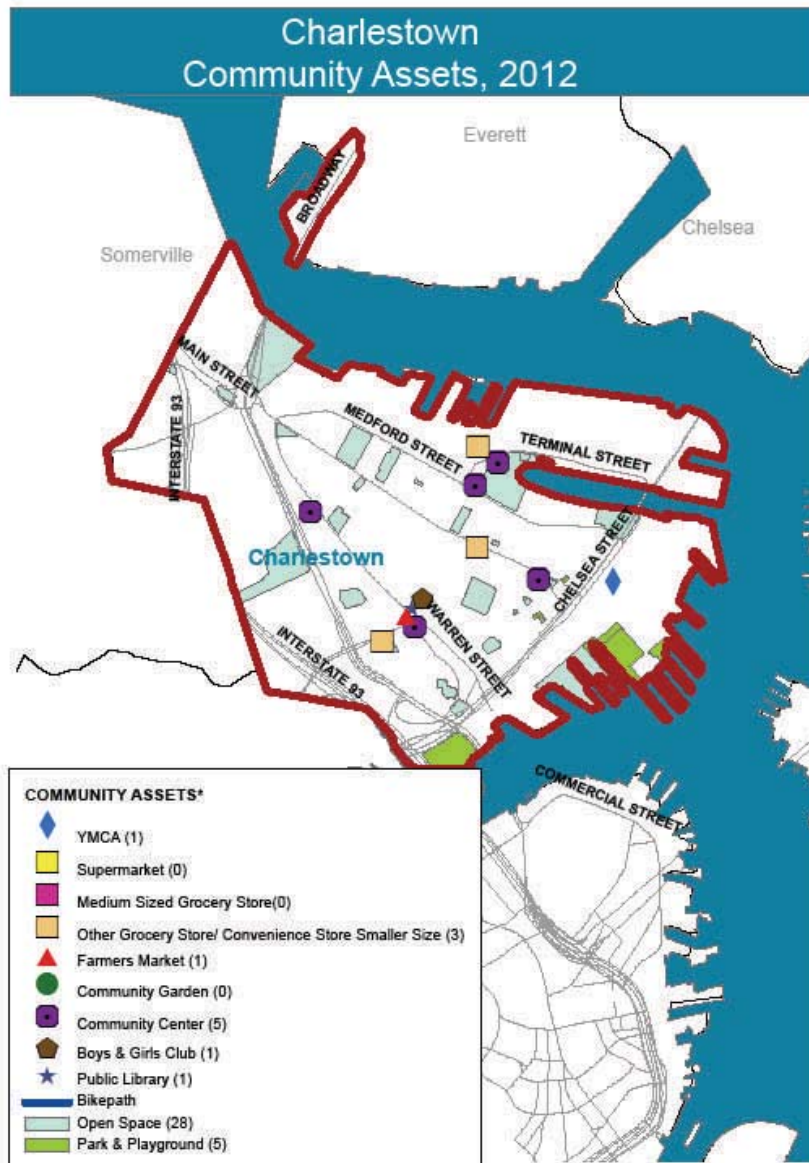 Charlestown
Community Assets, 2012
Everett
BROADWAY
Chelsea
Somerville
MAIN STREET
INTERSTATE 93
MEDFORD STREET
TERMINAL STREET
CHELSEA STREET
Charlestown
WARREN STREET
INTERSTATE 93
COMMERCIAL STREET
COMMUNITY ASSETS*
YMCA (1)
Supermarket (0)
Medium Sized Grocery Store(0)
Other Grocery Store/ Convenience Store Smaller Size (3)
Farmers Market (1)
Community Garden (0)
Community Center (5)
Boys & Girls Club (1)
Public Library (1)
Bikepath
Open Space (28)
Park & Playground (5)